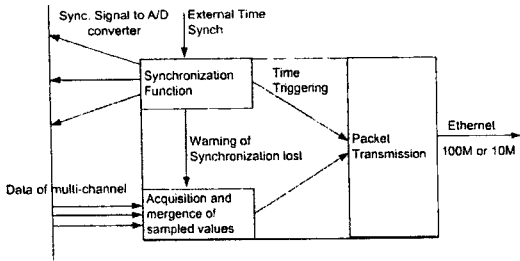 Sync. Signal to A/D
converter
External Time
Synch
Synchronization
Function
Time
Triggering
Warning of
Synchronization lost
Packet
Transmission
Ethernet
100M or 10M
Data of multi-channel
Acquisition and
mergence of
sampled values